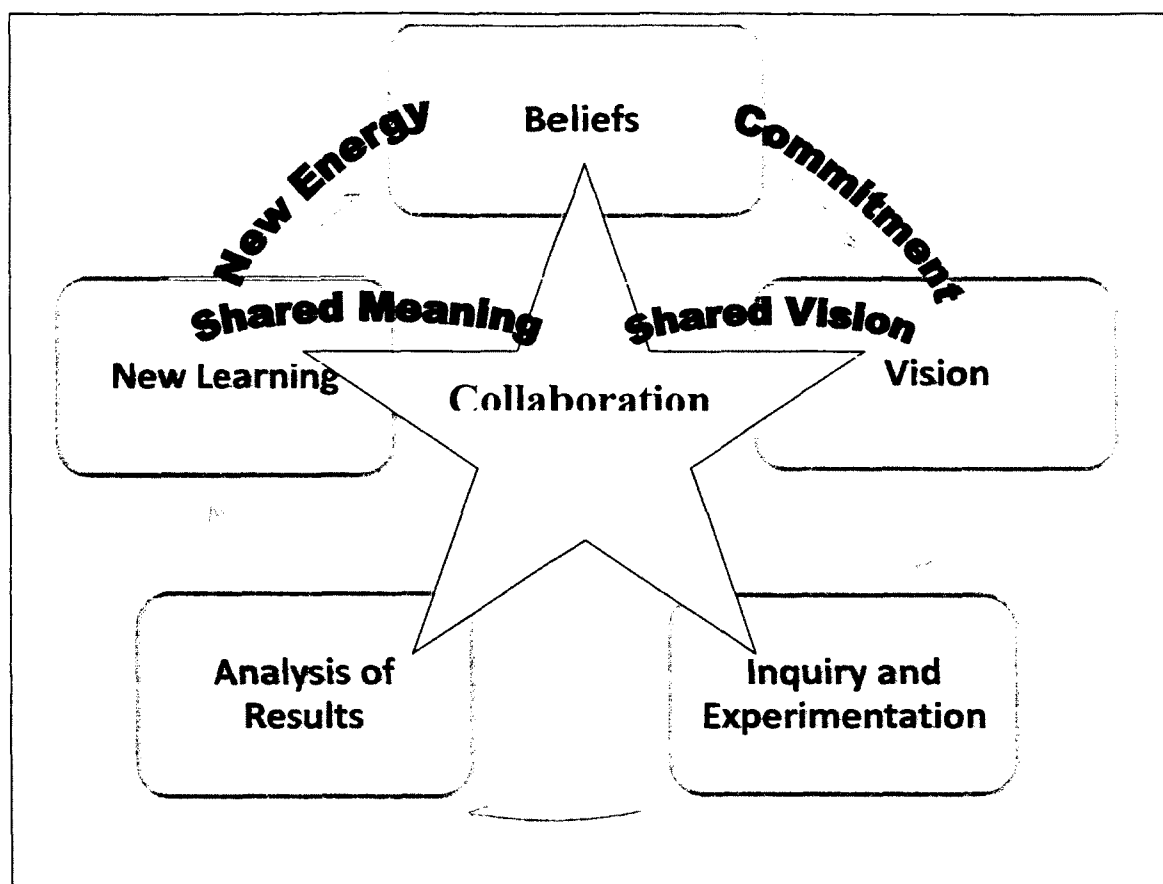 Beliefs
New Energy
Commitment
Shared Meaning
Shared Vision
New Learning
Collaboration
Vision
Analysis of
Results
Inquiry and
Experimentation